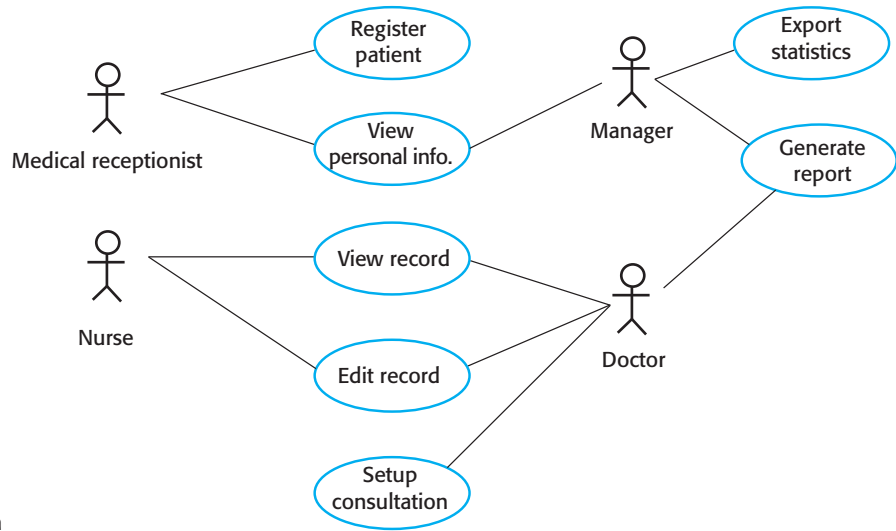 Register
patient
Export
statistics
Medical receptionist
View
personal info.
Manager
Generate
report
Nurse
View record
Edit record
Doctor
Setup
consultation